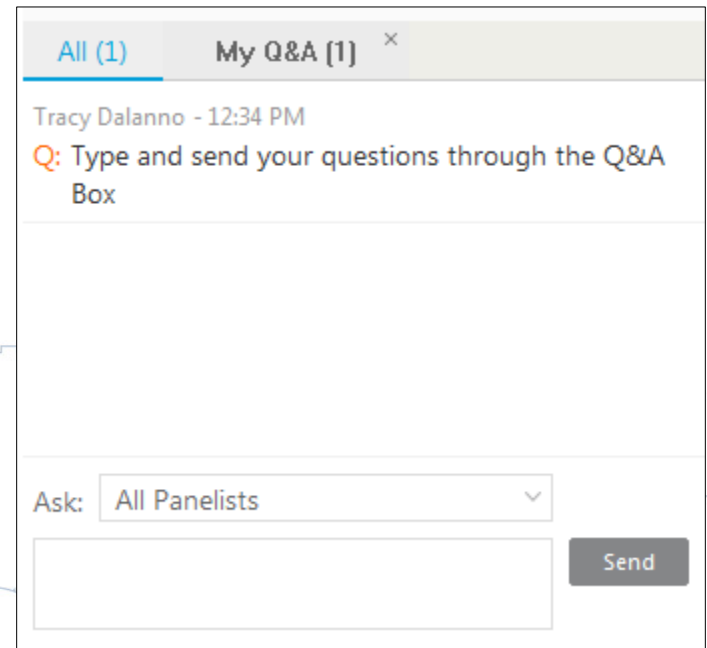 All (1) My Q&A (1) ×
Tracy Dalanno - 12:34 PM
Q: Type and send your questions through the Q&A
Box
Ask: All Panelists
Send